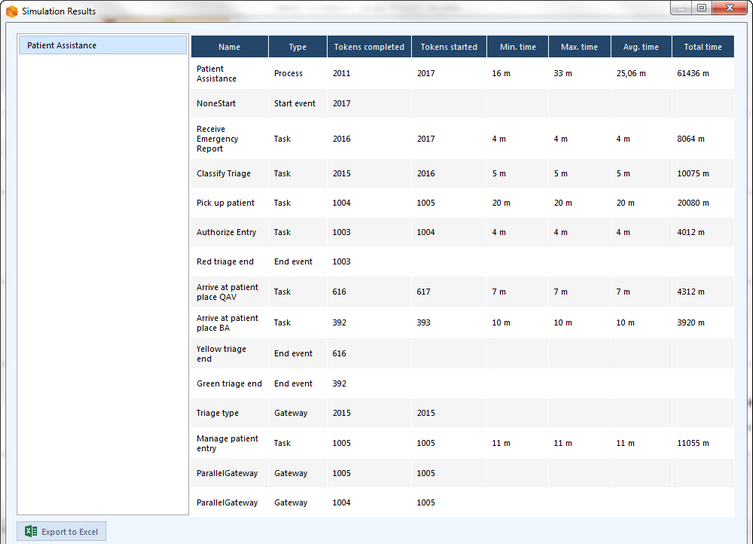 Simulation Results
Patient Assistance
Name Type Tokens completed Tokens started Min. time Max. time Avg. time Total time
Patient
Assistance Process 2011 2017 16 m 33 m 25,06 m 61436 m
NoneStart Start event 2017
Receive
Emergency
Report Task 2016 2017 4 m 4 m 4 m 8064 m
Classify Triage Task 2015 2016 5 m 5 m 5 m 10075 m
Pick up patient Task 1004 1005 20 m 20 m 20 m 20080 m
Authorize Entry Task 1003 1004 4 m 4 m 4 m 4012 m
Red triage end End event 1003
Arrive at patient
place QAV Task 616 617 7 m 7 m 7 m 4312 m
Arrive at patient
place BA Task 392 393 10 m 10 m 10 m 3920 m
Yellow triage
end End event 616
Green triage end End event 392
Triage type Gateway 2015 2015
Manage patient
entry Task 1005 1005 11 m 11 m 11 m 11055 m
ParallelGateway Gateway 1005 1005
ParallelGateway Gateway 1004 1005
Export to Excel